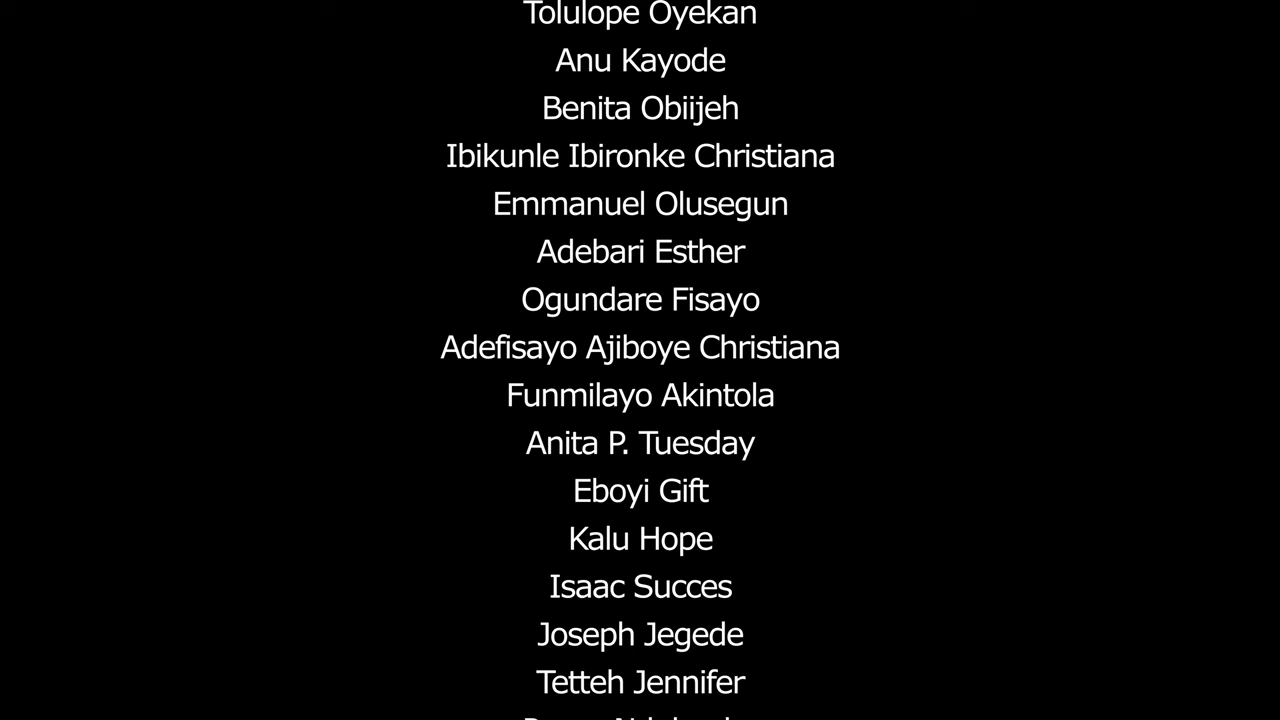 Tolulope Oyekan
Anu Kayode
Benita Obiijeh
Ibikunle Ibironke Christiana
Emmanuel Olusegun
Adebari Esther
Ogundare Fisayo
Adefisayo Ajiboye Christiana
Funmilayo Akintola
Anita P. Tuesday
Eboyi Gift
Kalu Hope
Isaac Succes
Joseph Jegede
Tetteh Jennifer